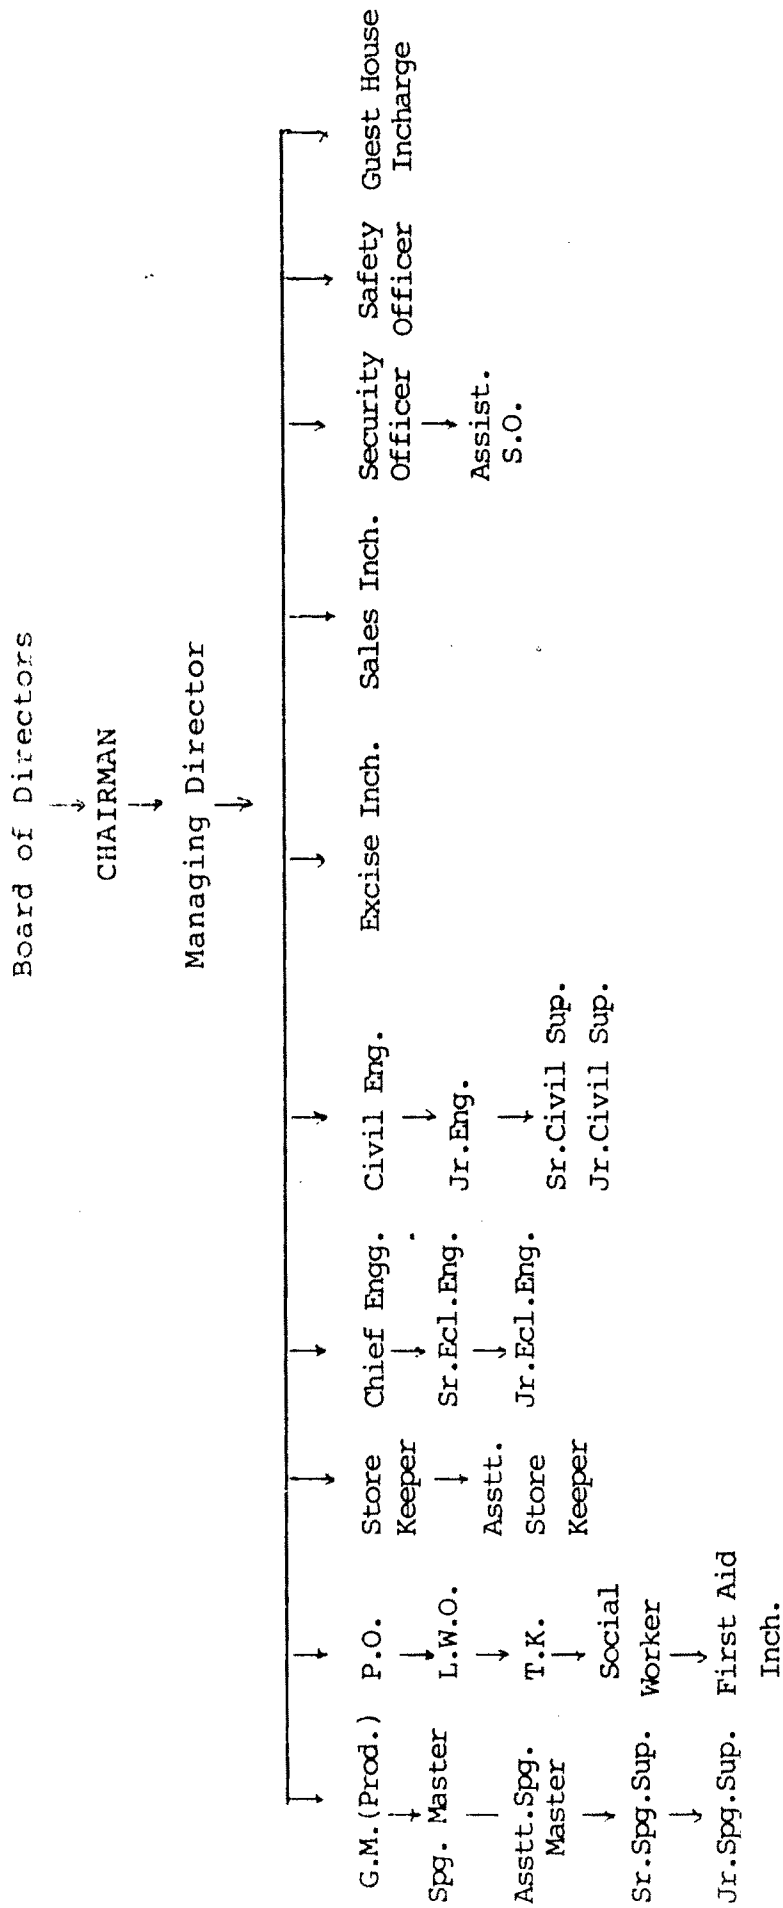 Board of Directors
CHAIRMAN
Managing Director
G.M.(Prod.)
Spg. Master
Asstt.Spg.
Master
Sr.Spg.Sup.
Jr.Spg.Sup.
P.O.
L.W.O.
T.K.
Social
Worker
First Aid
Inch.
Store
Keeper
Asstt.
Store
Keeper
Chief Engg.
Sr.Ecl.Eng.
Jr.Ecl.Eng.
Civil Eng.
Jr.Eng.
Sr.Civil Sup.
Jr.Civil Sup.
Excise Inch.
Sales Inch.
Security
Officer
Assist.
S.O.
Safety
Officer
Guest House
Incharge